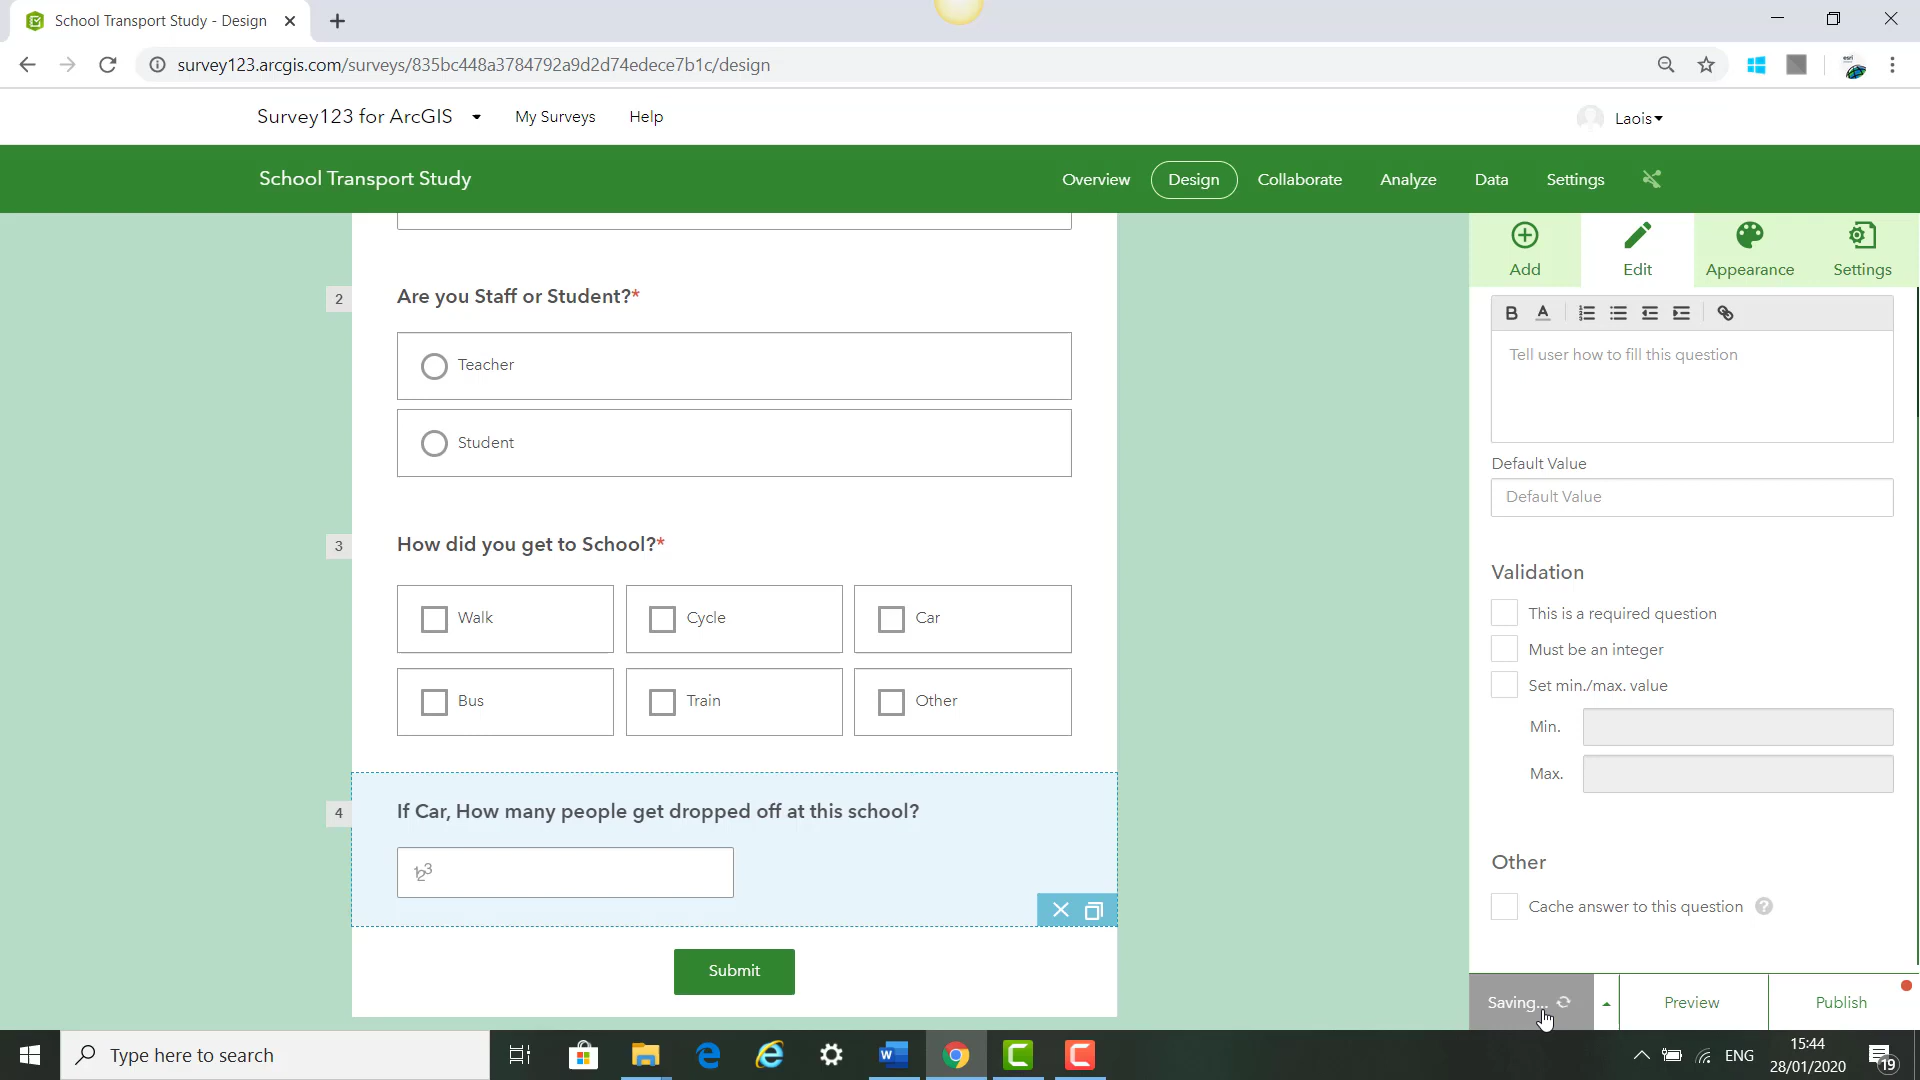 School Transport Study - Design
survey123.arcgis.com/surveys/835bc448a3784792a9d2d74edece7b1c/design
Survey123 for ArcGIS
My Surveys
Help
Laois
School Transport Study
Overview
Design
Collaborate
Analyze
Data
Settings
Add
Edit
Appearance
Settings
2
Are you Staff or Student?*
Teacher
Student
3
How did you get to School?*
Walk
Cycle
Car
Bus
Train
Other
4
If Car, How many people get dropped off at this school?
123
Submit
B A
Tell user how to fill this question
Default Value
Default Value
Validation
This is a required question
Must be an integer
Set min./max. value
Min.
Max.
Other
Cache answer to this question ?
Saving...
Preview
Publish
Type here to search
ENG
15:44
28/01/2020
19